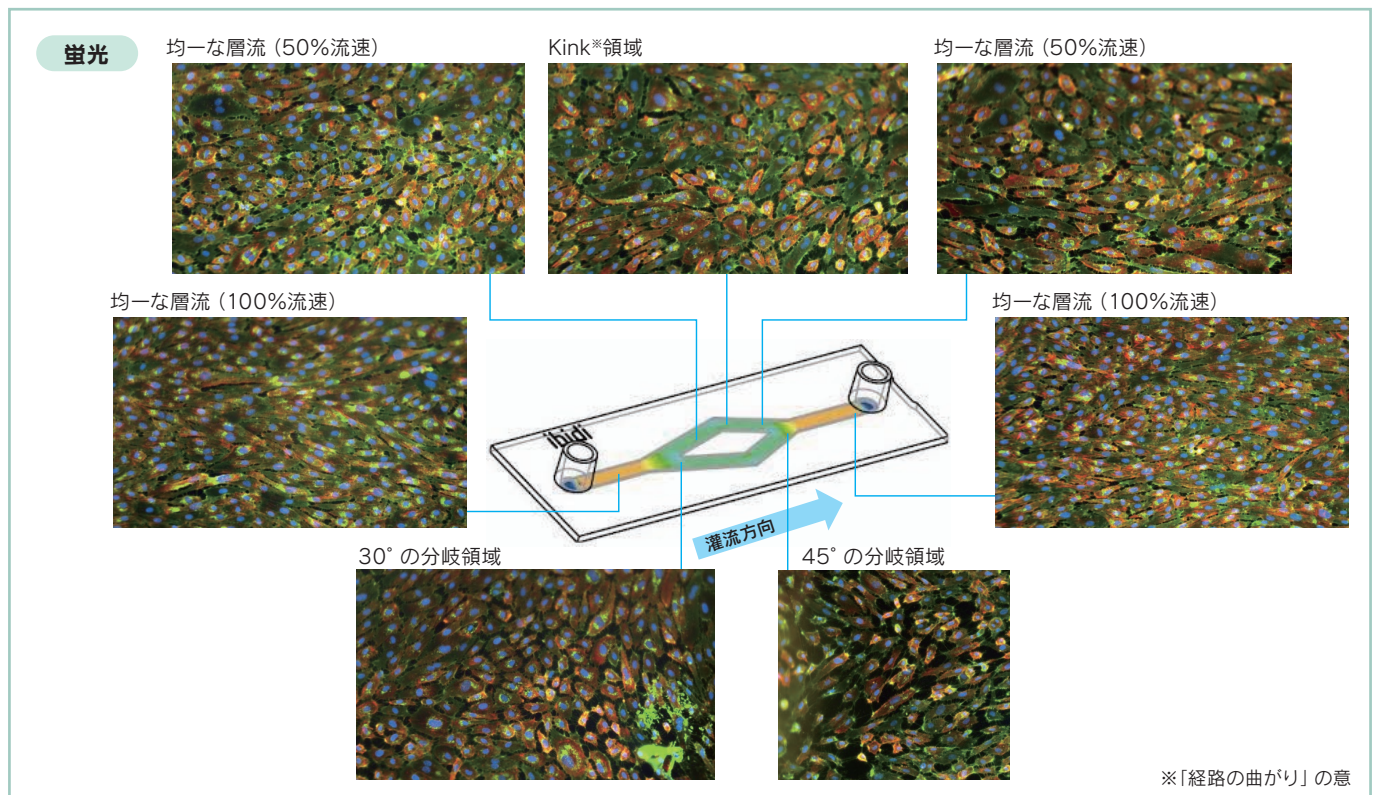 蛍光
均一な層流（50％流速）
Kink※領域
均一な層流（50％流速）
均一な層流（100％流速）
均一な層流（100％流速）
ibidi
灌流方向
30°の分岐領域
45°の分岐領域
※「経路の曲がり」の意